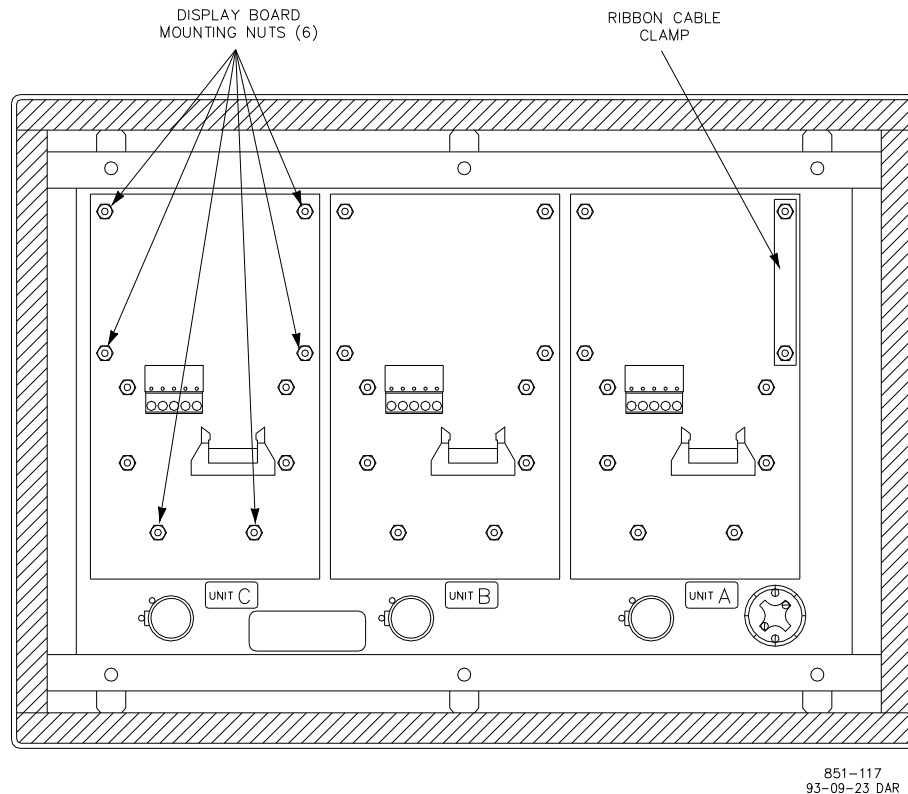 DISPLAY BOARD
MOUNTING NUTS (6)
RIBBON CABLE
CLAMP
UNIT C
UNIT B
UNIT A
851-117
93-09-23 DAR